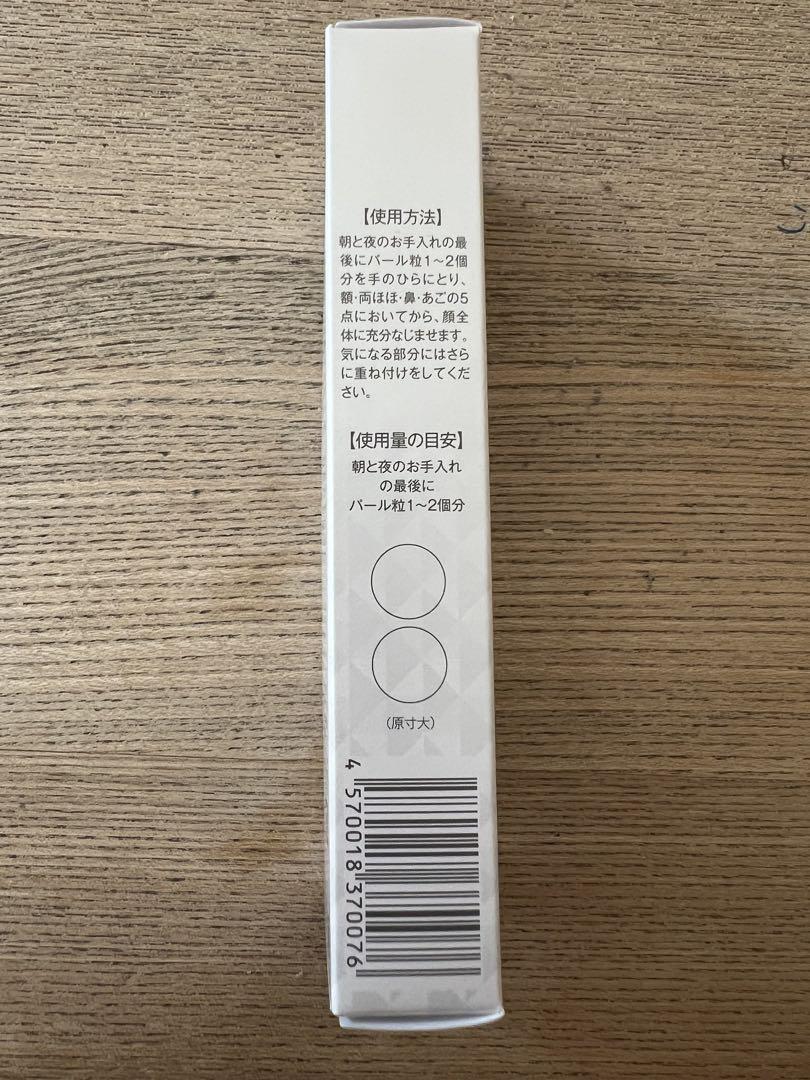 【使用方法】
朝と夜のお手入れの最
後にパール粒1〜2個
分を手のひらにとり、
額・両ほほ・鼻・あごの5
点においてから、顔全
体に充分なじませます。
気になる部分にはさら
に重ね付けをしてくだ
さい。
【使用量の目安】
朝と夜のお手入れ
の最後に
パール粒1〜2個分
（原寸大）
4 570018 370076